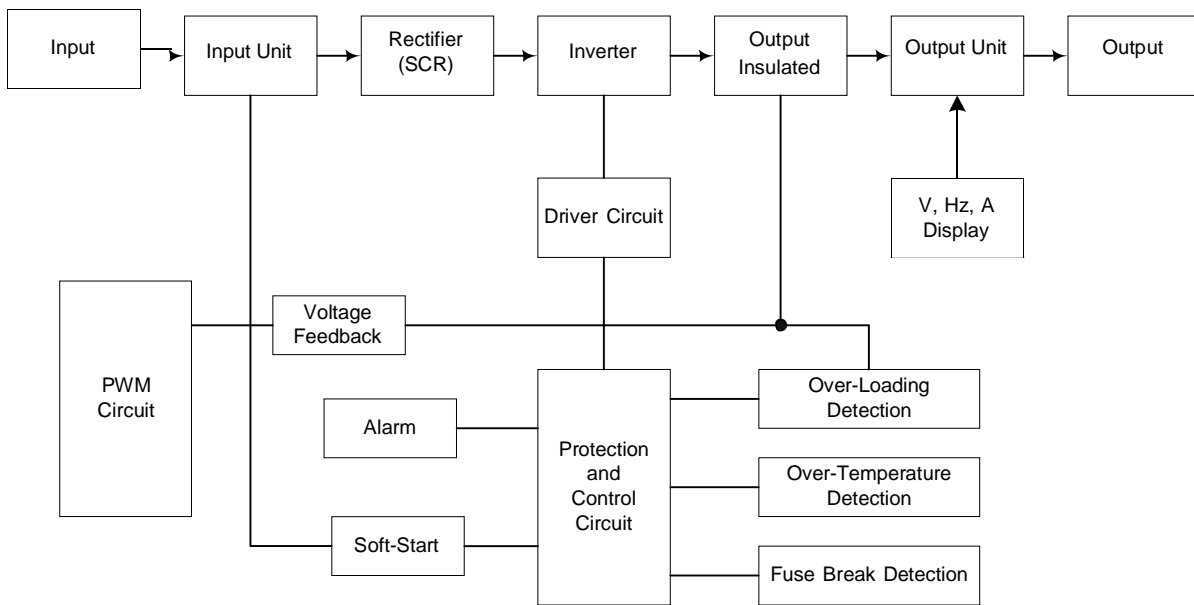 Input
Input Unit
Rectifier
(SCR)
Inverter
Output
Insulated
Output Unit
Output
Driver Circuit
V, Hz, A
Display
PWM
Circuit
Voltage
Feedback
Alarm
Soft-Start
Protection
and
Control
Circuit
Over-Loading
Detection
Over-Temperature
Detection
Fuse Break Detection